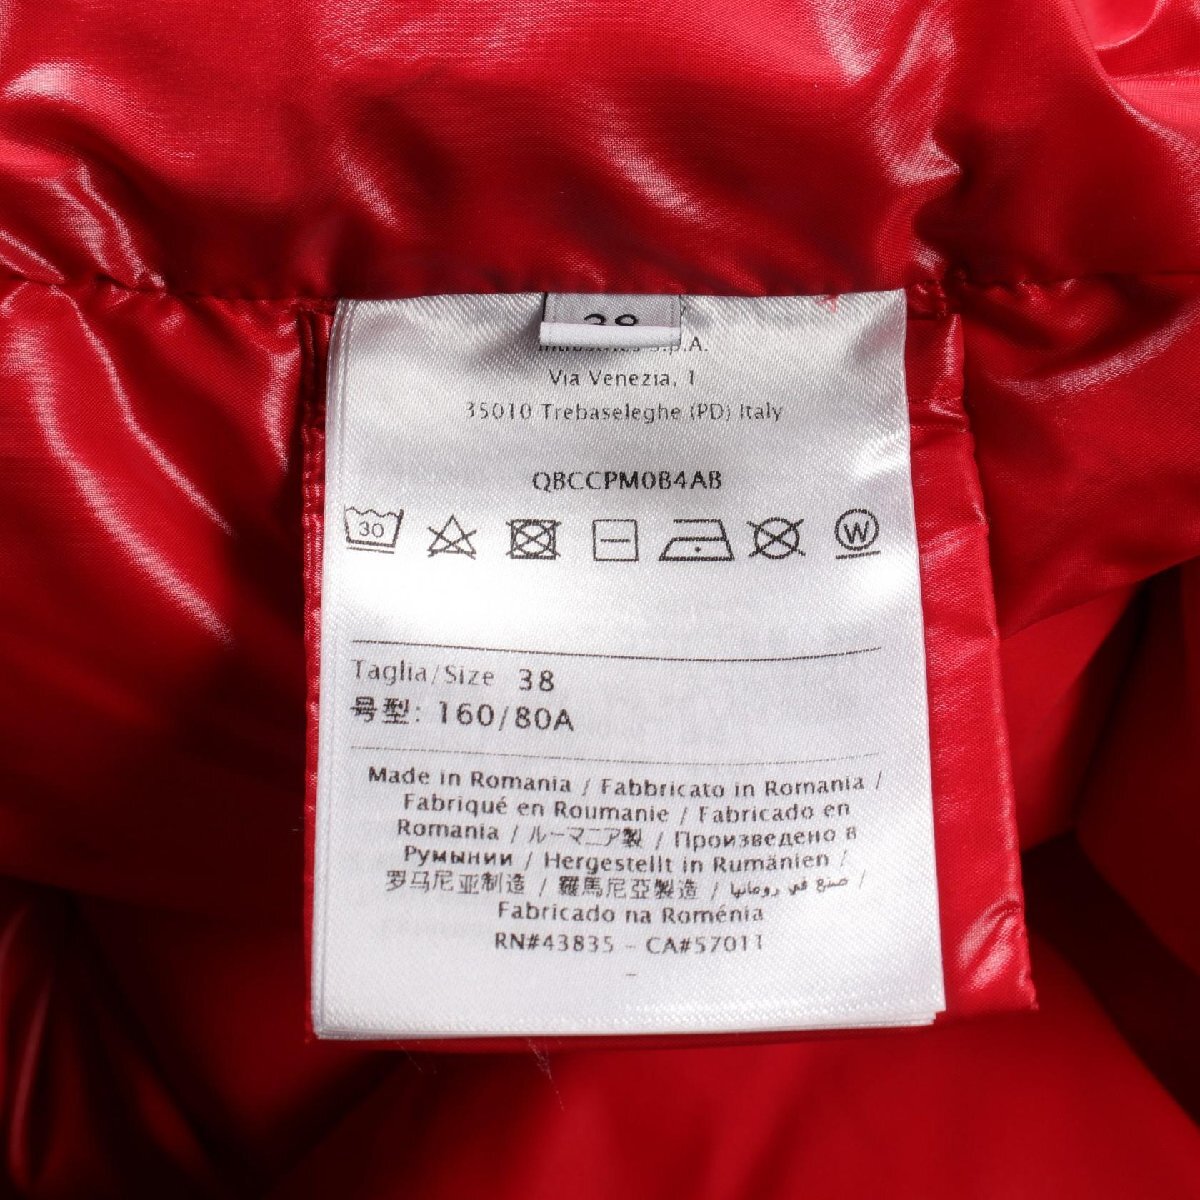 38
S.p.A.
Via Venezia, 1
35010 Trebaseleghe (PD) Italy
QBCCPM0B4AB
30 W
Taglia/Size 38
号型: 160/80A
Made in Romania / Fabbricato in Romania /
Fabriqué en Roumanie / Fabricado en
Romania / ルーマニア製 / Произведено в
Румынии / Hergestellt in Rumänien /
罗马尼亚制造 / 羅馬尼亞製造 / صنع في رومانيا /
Fabricado na Roménia
RN#43835 - CA#57011
-